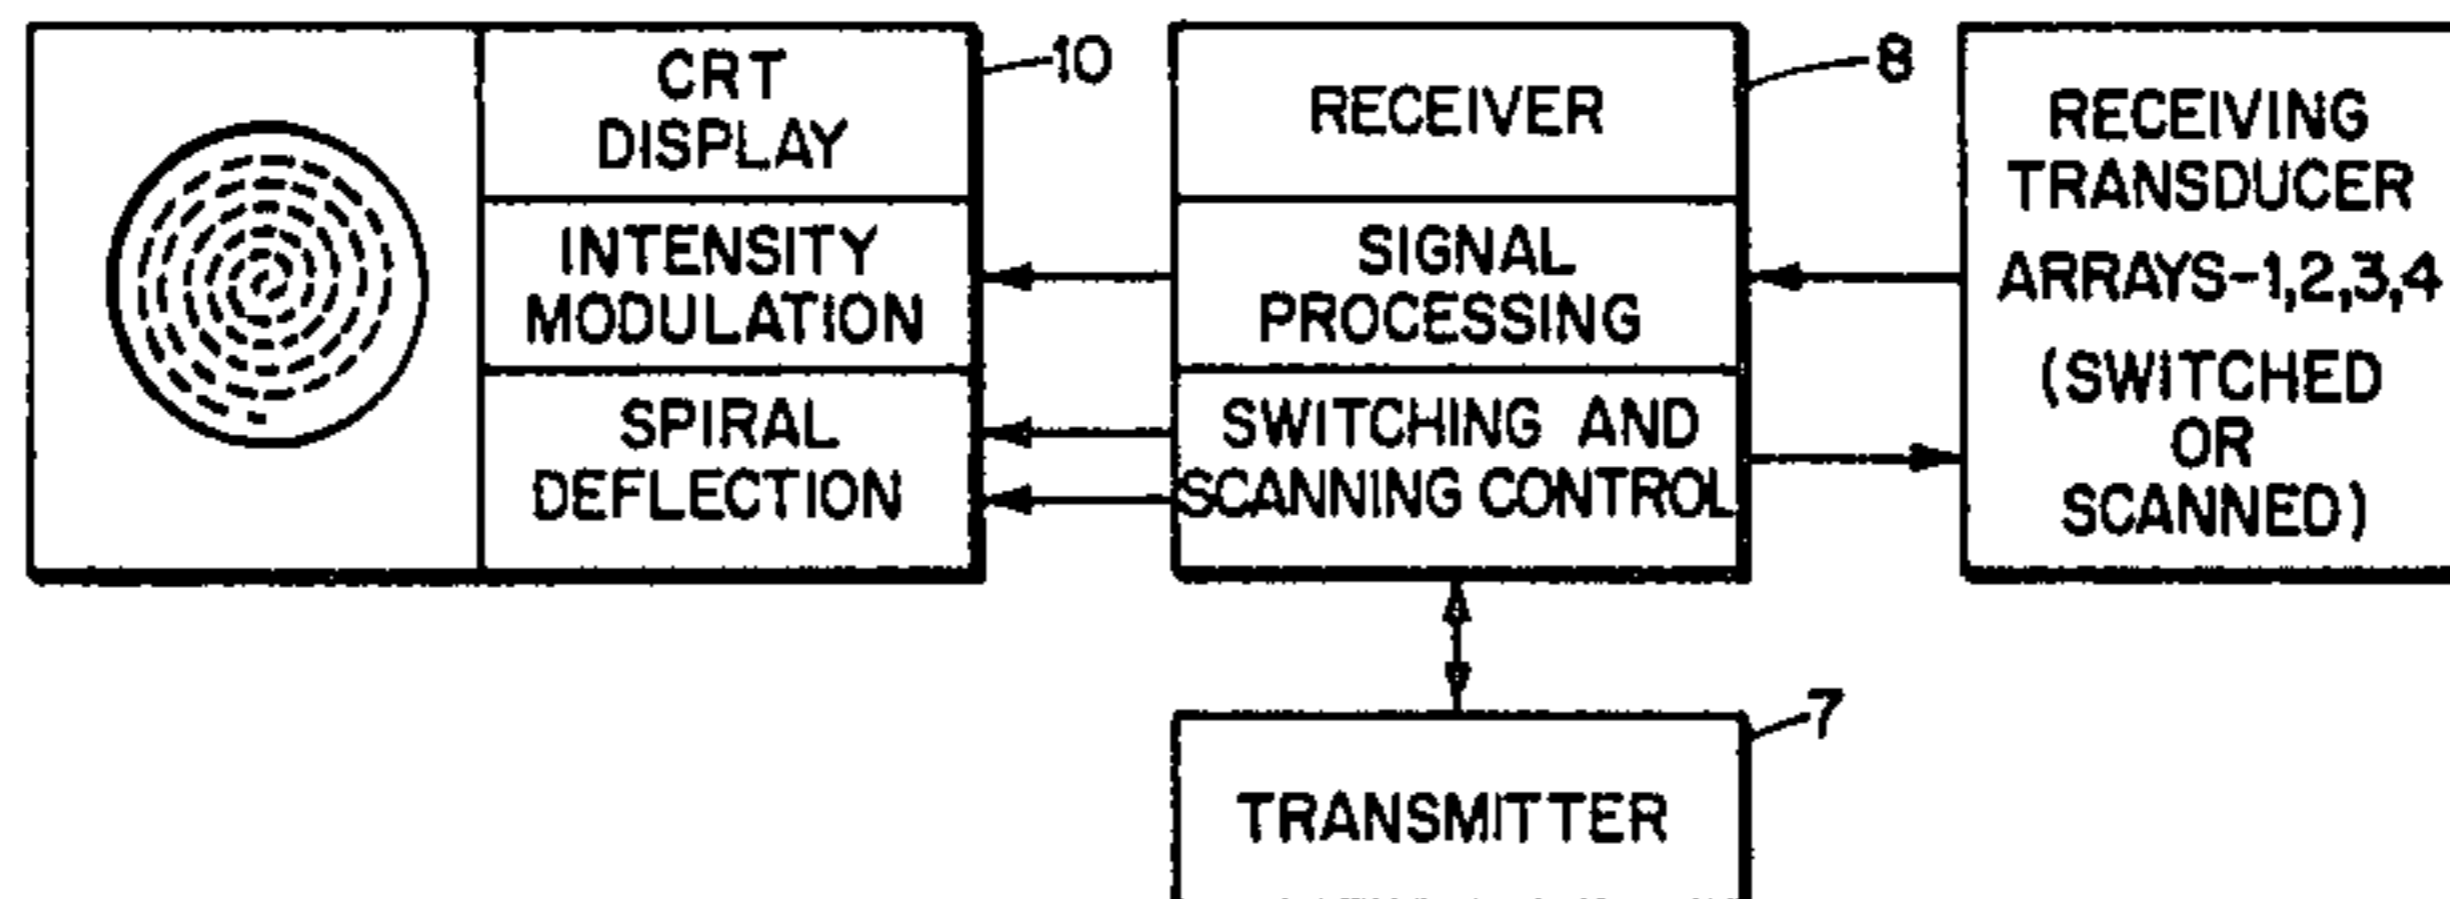 CRT
DISPLAY
10
INTENSITY
MODULATION
SPIRAL
DEFLECTION
RECEIVER
8
SIGNAL
PROCESSING
SWITCHING AND
SCANNING CONTROL
RECEIVING
TRANSDUCER
ARRAYS-1,2,3,4
(SWITCHED
OR
SCANNED)
7
TRANSMITTER